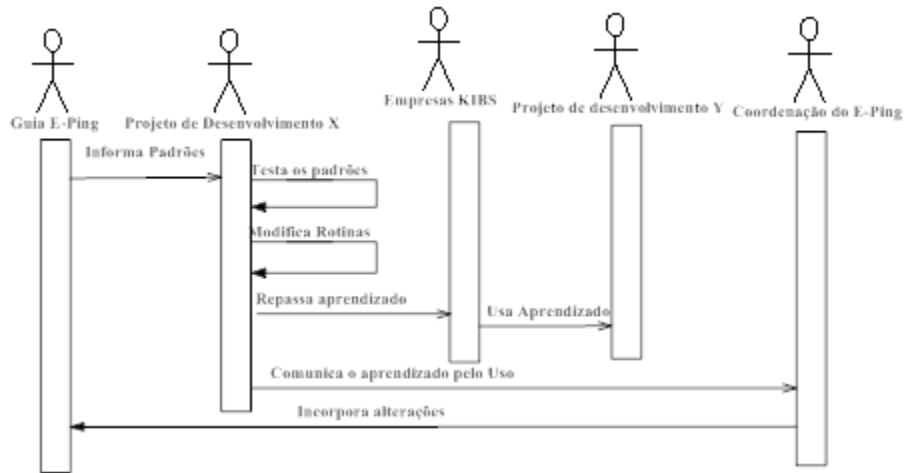 Guia E-Ping
Projeto de Desenvolvimento X
Empresas KIBS
Projeto de desenvolvimento Y
Coordenação do E-Ping
Informa Padrões
Testa os padrões
Modifica Rotinas
Repassa aprendizado
Usa Aprendizado
Comunica o aprendizado pelo Uso
Incorpora alterações